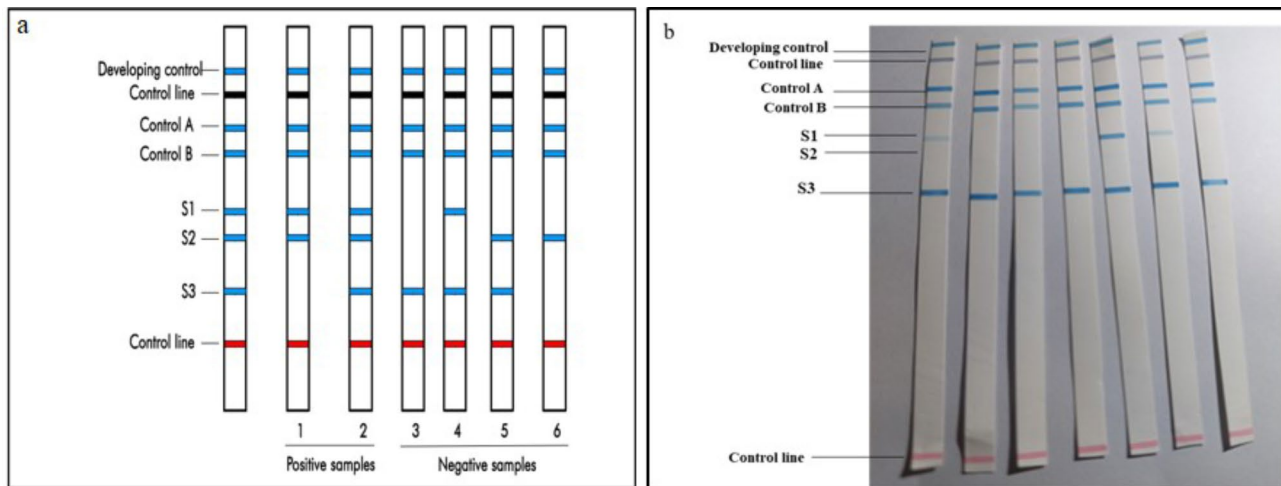 a
Developing control
Control line
Control A
Control B
S1
S2
S3
Control line
1 2 3 4 5 6
Positive samples Negative samples
b
Developing control
Control line
Control A
Control B
S1
S2
S3
Control line